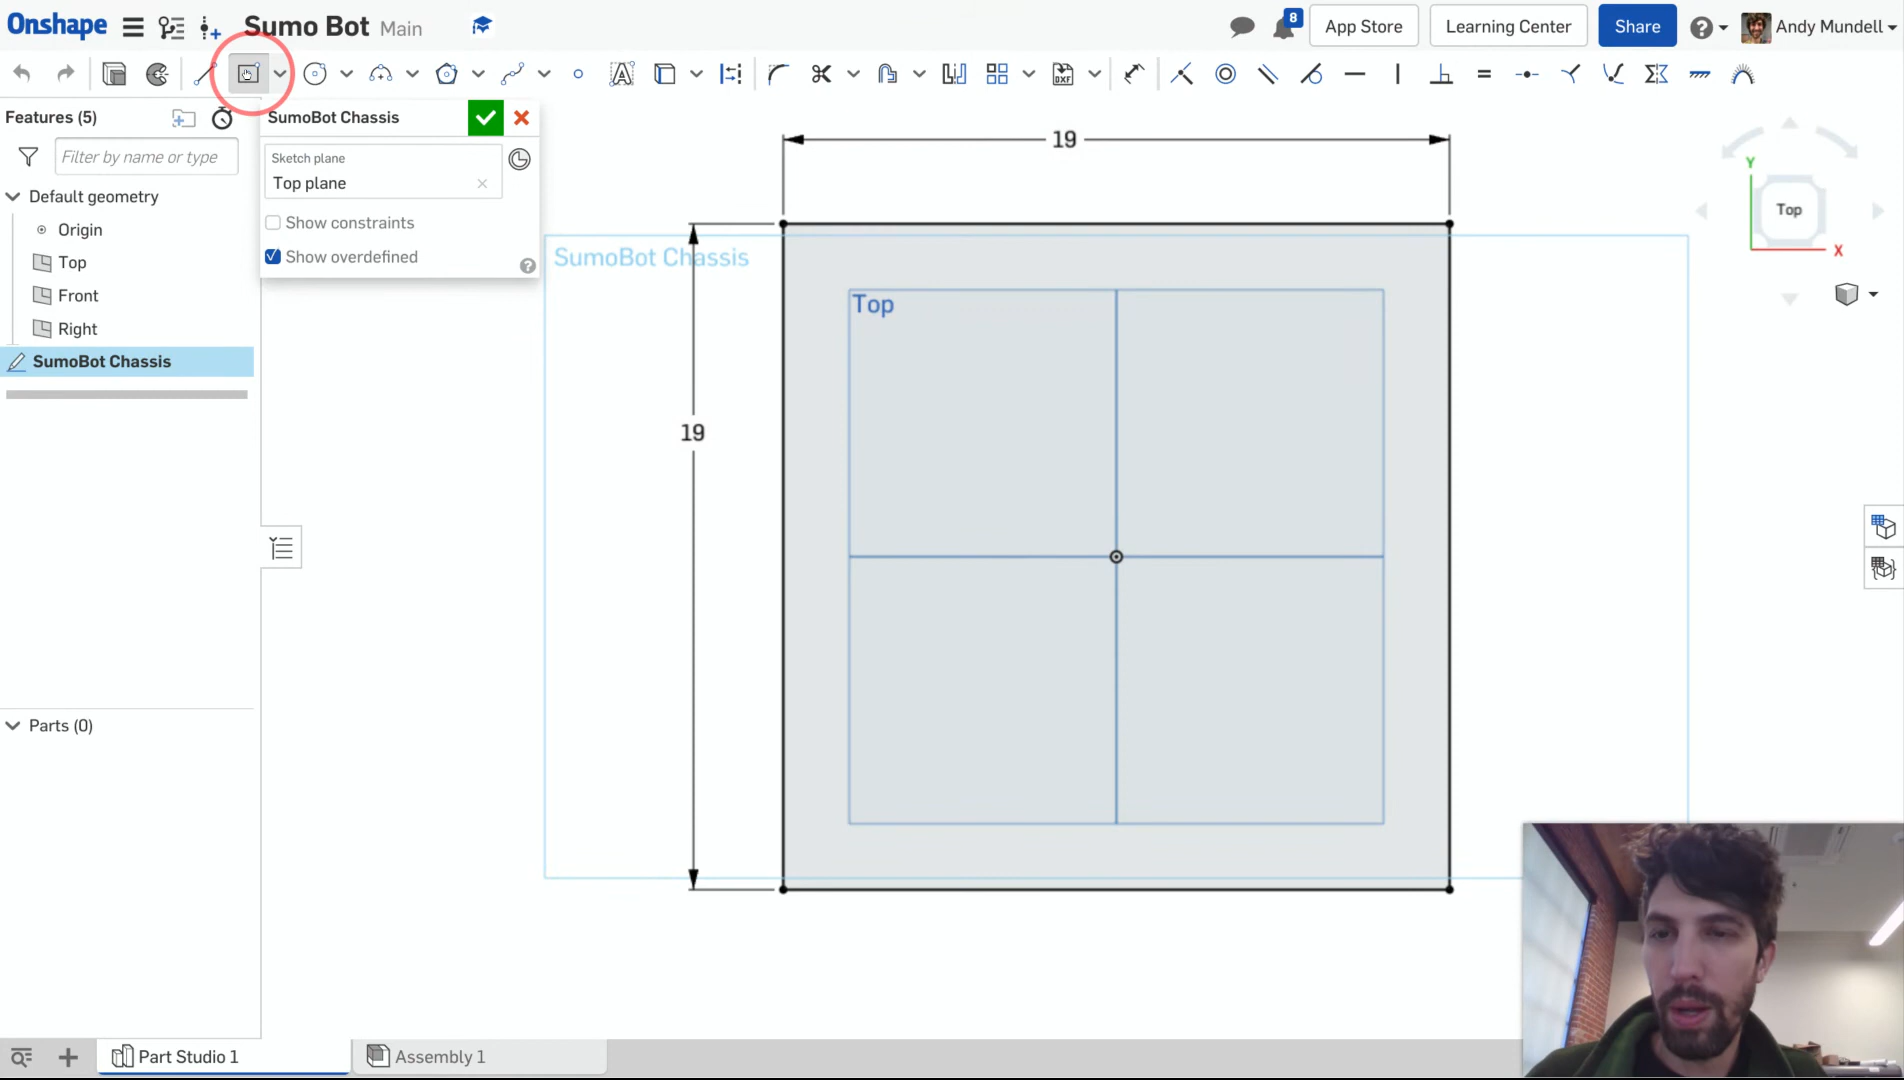 Onshape
Sumo Bot Main
8
App Store
Learning Center
Share
Andy Mundell
DXF
Features (5)
Filter by name or type
Default geometry
Origin
Top
Front
Right
SumoBot Chassis
Parts (0)
SumoBot Chassis
Sketch plane
Top plane
Show constraints
Show overdefined
19
19
SumoBot Chassis
Top
Y
Top
X
Part Studio 1
Assembly 1